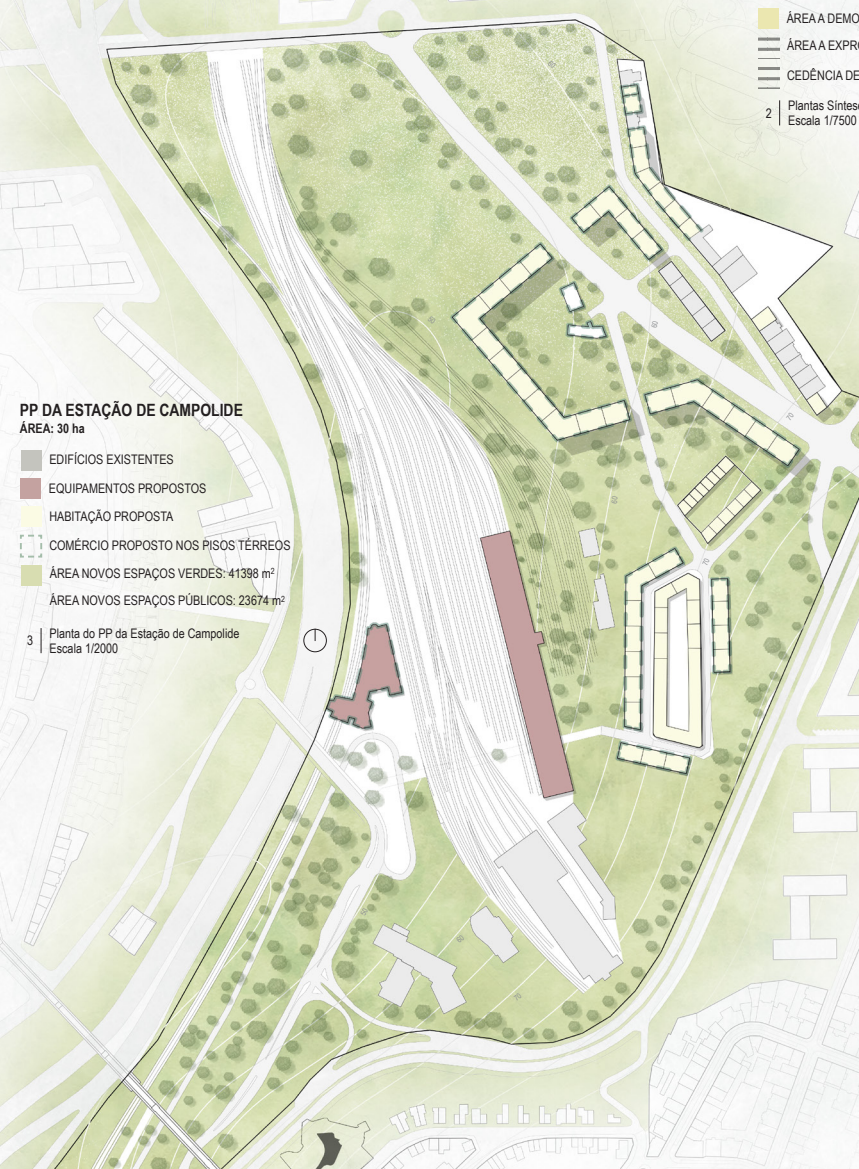 ÁREA A DEMO
ÁREA A EXPRO
CEDÊNCIA DE
2 | Plantas Síntese
Escala 1/7500
PP DA ESTAÇÃO DE CAMPOLIDE
ÁREA: 30 ha
EDIFÍCIOS EXISTENTES
EQUIPAMENTOS PROPOSTOS
HABITAÇÃO PROPOSTA
COMÉRCIO PROPOSTO NOS PISOS TÉRREOS
ÁREA NOVOS ESPAÇOS VERDES: 41398 m²
ÁREA NOVOS ESPAÇOS PÚBLICOS: 23674 m²
3 | Planta do PP da Estação de Campolide
Escala 1/2000